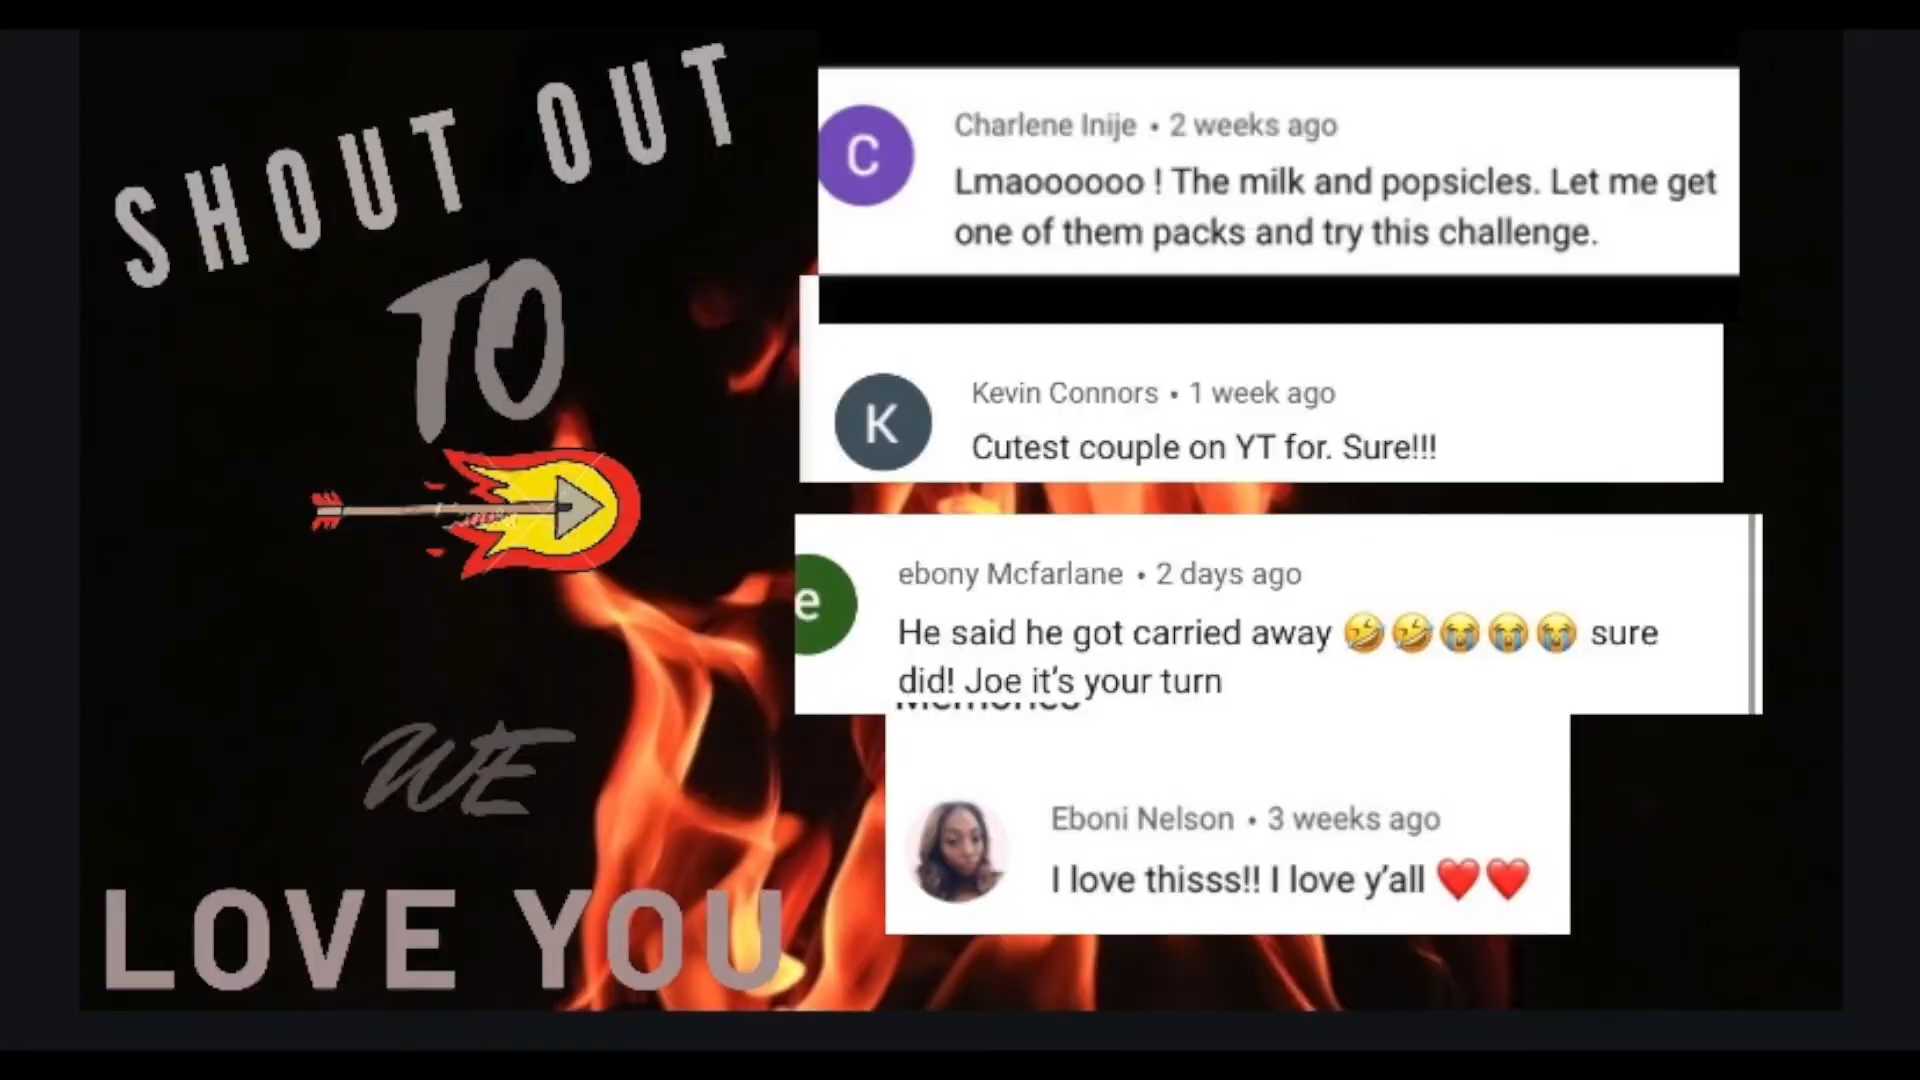 SHOUT OUT
TO
WE
LOVE YOU
C
Charlene Inije • 2 weeks ago
Lmaoooooo ! The milk and popsicles. Let me get
one of them packs and try this challenge.
K
Kevin Connors • 1 week ago
Cutest couple on YT for. Sure!!!
e
ebony Mcfarlane • 2 days ago
He said he got carried away 🤣🤣😭😭😭 sure
did! Joe it's your turn
Eboni Nelson • 3 weeks ago
I love thisss!! I love y'all ❤️❤️